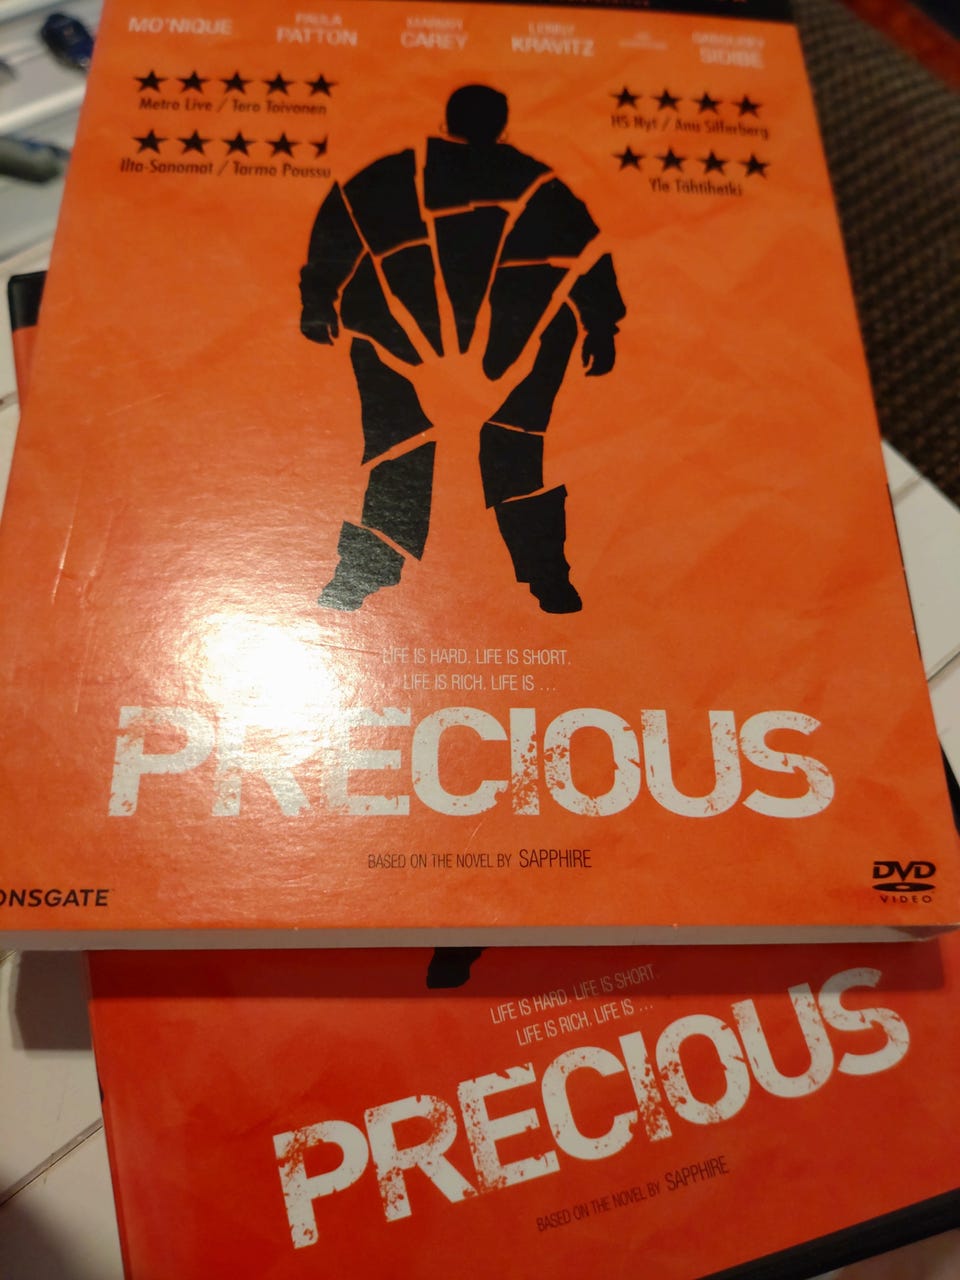 MO'NIQUE
PAULA
PATTON
MARIAH
CAREY
LENNY
KRAVITZ
GABOUREY
SIDIBE
Metro Live / Tero Toivonen
Ilta-Sanomat / Tarmo Poussu
HS Nyt / Anu Silfverberg
Yle Tähtihetki
LIFE IS HARD. LIFE IS SHORT.
LIFE IS RICH. LIFE IS ...
PRECIOUS
BASED ON THE NOVEL BY SAPPHIRE
ONSGATE
DVD
VIDEO
LIFE IS HARD. LIFE IS SHORT.
LIFE IS RICH. LIFE IS ...
PRECIOUS
BASED ON THE NOVEL BY SAPPHIRE